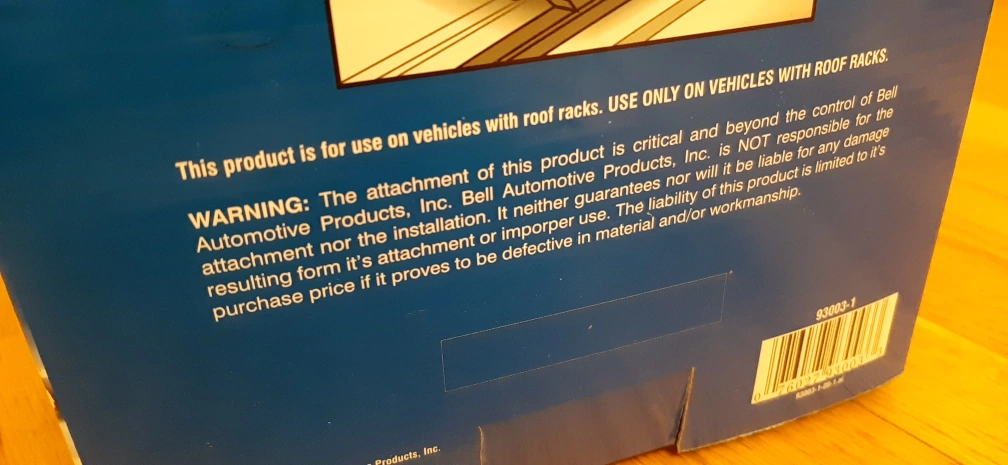 This product is for use on vehicles with roof racks. USE ONLY ON VEHICLES WITH ROOF RACKS.
WARNING: The attachment of this product is critical and beyond the control of Bell
Automotive Products, Inc. Bell Automotive Products, Inc. is NOT responsible for the
attachment nor the installation. It neither guarantees nor will it be liable for any damage
resulting form it's attachment or imporper use. The liability of this product is limited to it's
purchase price if it proves to be defective in material and/or workmanship.
93003-1
Products, Inc.